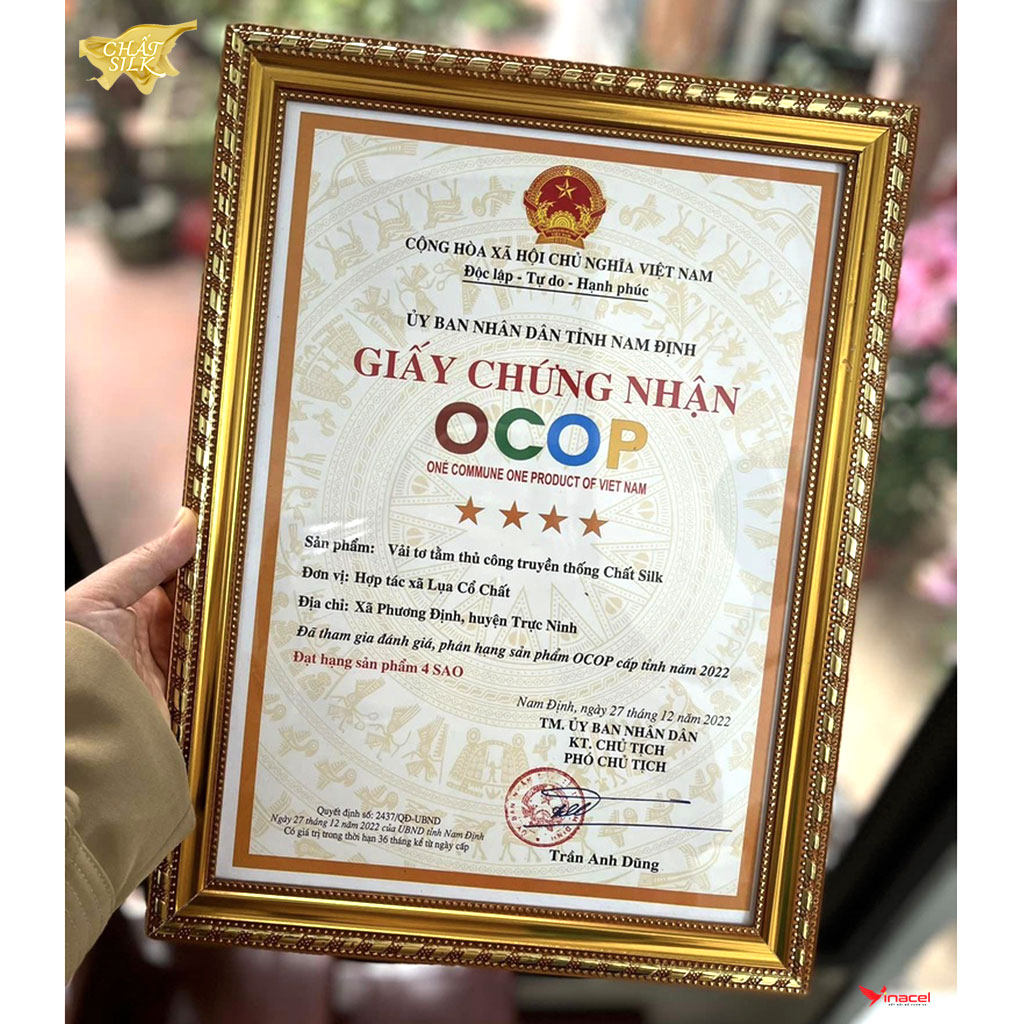 CHẤT
SILK
CỘNG HÒA XÃ HỘI CHỦ NGHĨA VIỆT NAM
Độc lập - Tự do - Hạnh phúc
ỦY BAN NHÂN DÂN TỈNH NAM ĐỊNH
GIẤY CHỨNG NHẬN
OCOP
ONE COMMUNE ONE PRODUCT OF VIET NAM
Sản phẩm: Vải tơ tằm thủ công truyền thống Chất Silk
Đơn vị: Hợp tác xã Lụa Cổ Chất
Địa chỉ: Xã Phương Định, huyện Trực Ninh
Đã tham gia đánh giá, phân hạng sản phẩm OCOP cấp tỉnh năm 2022
Đạt hạng sản phẩm 4 SAO
Nam Định, ngày 27 tháng 12 năm 2022
TM. ỦY BAN NHÂN DÂN
KT. CHỦ TỊCH
PHÓ CHỦ TỊCH
Quyết định số: 2437/QĐ-UBND
Ngày 27 tháng 12 năm 2022 của UBND tỉnh Nam Định
Có giá trị trong thời hạn 36 tháng kể từ ngày cấp
Trần Anh Dũng
Vinacel